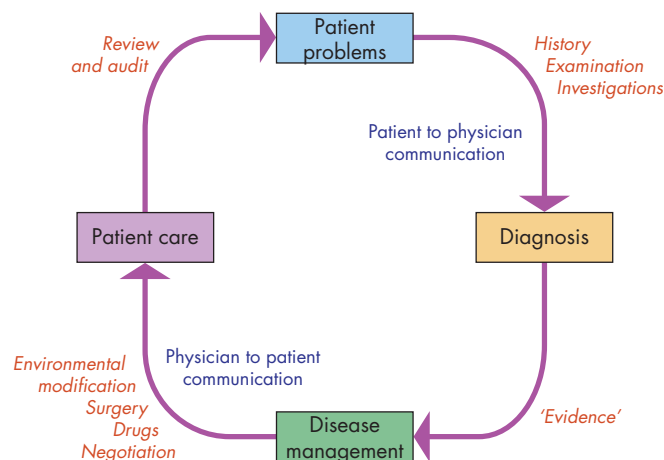 Patient
problems
Review
and audit
History
Examination
Investigations
Patient to physician
communication
Patient care
Diagnosis
Physician to patient
communication
Environmental
modification
Surgery
Drugs
Negotiation
Disease
management
'Evidence'